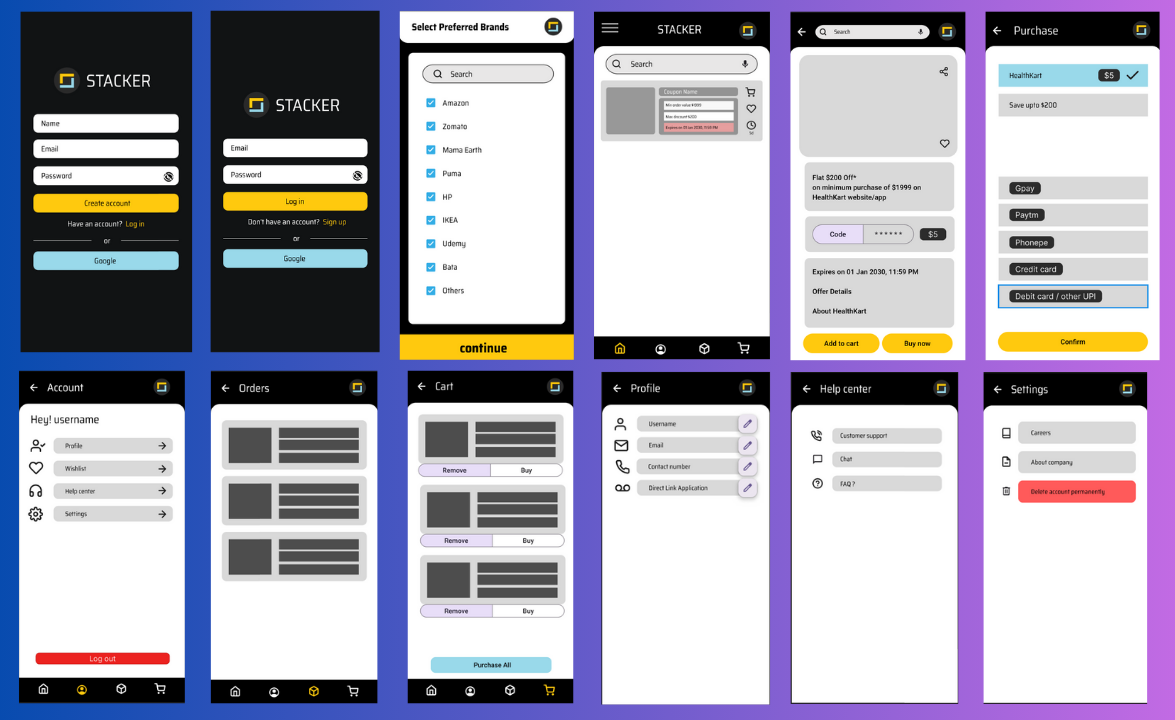 STACKER
Name
Email
Password
Create account
Have an account? Log in
or
Google
STACKER
Email
Password
Log in
Don't have an account? Sign up
or
Google
Select Preferred Brands
Search
Amazon
Zomato
Mama Earth
Puma
HP
IKEA
Udemy
Bata
Others
continue
STACKER
Search
Coupon Name
Max discount $200
Expires on 01 Jan 2030, 11:59 PM
Search
Flat $200 Off*
on minimum purchase of $1999 on
HealthKart website/app
Code ****** $5
Expires on 01 Jan 2030, 11:59 PM
Offer Details
About HealthKart
Add to cart Buy now
Purchase
HealthKart $5
Save upto $200
Gpay
Paytm
Phonepe
Credit card
Debit card / other UPI
Confirm
Account
Hey! username
Profile
Wishlist
Help center
Settings
Log out
Orders
Cart
Remove Buy
Remove Buy
Remove Buy
Purchase All
Profile
Username
Email
Contact number
Direct Link Application
Help center
Customer support
Chat
FAQ ?
Settings
Careers
About company
Delete account permanently